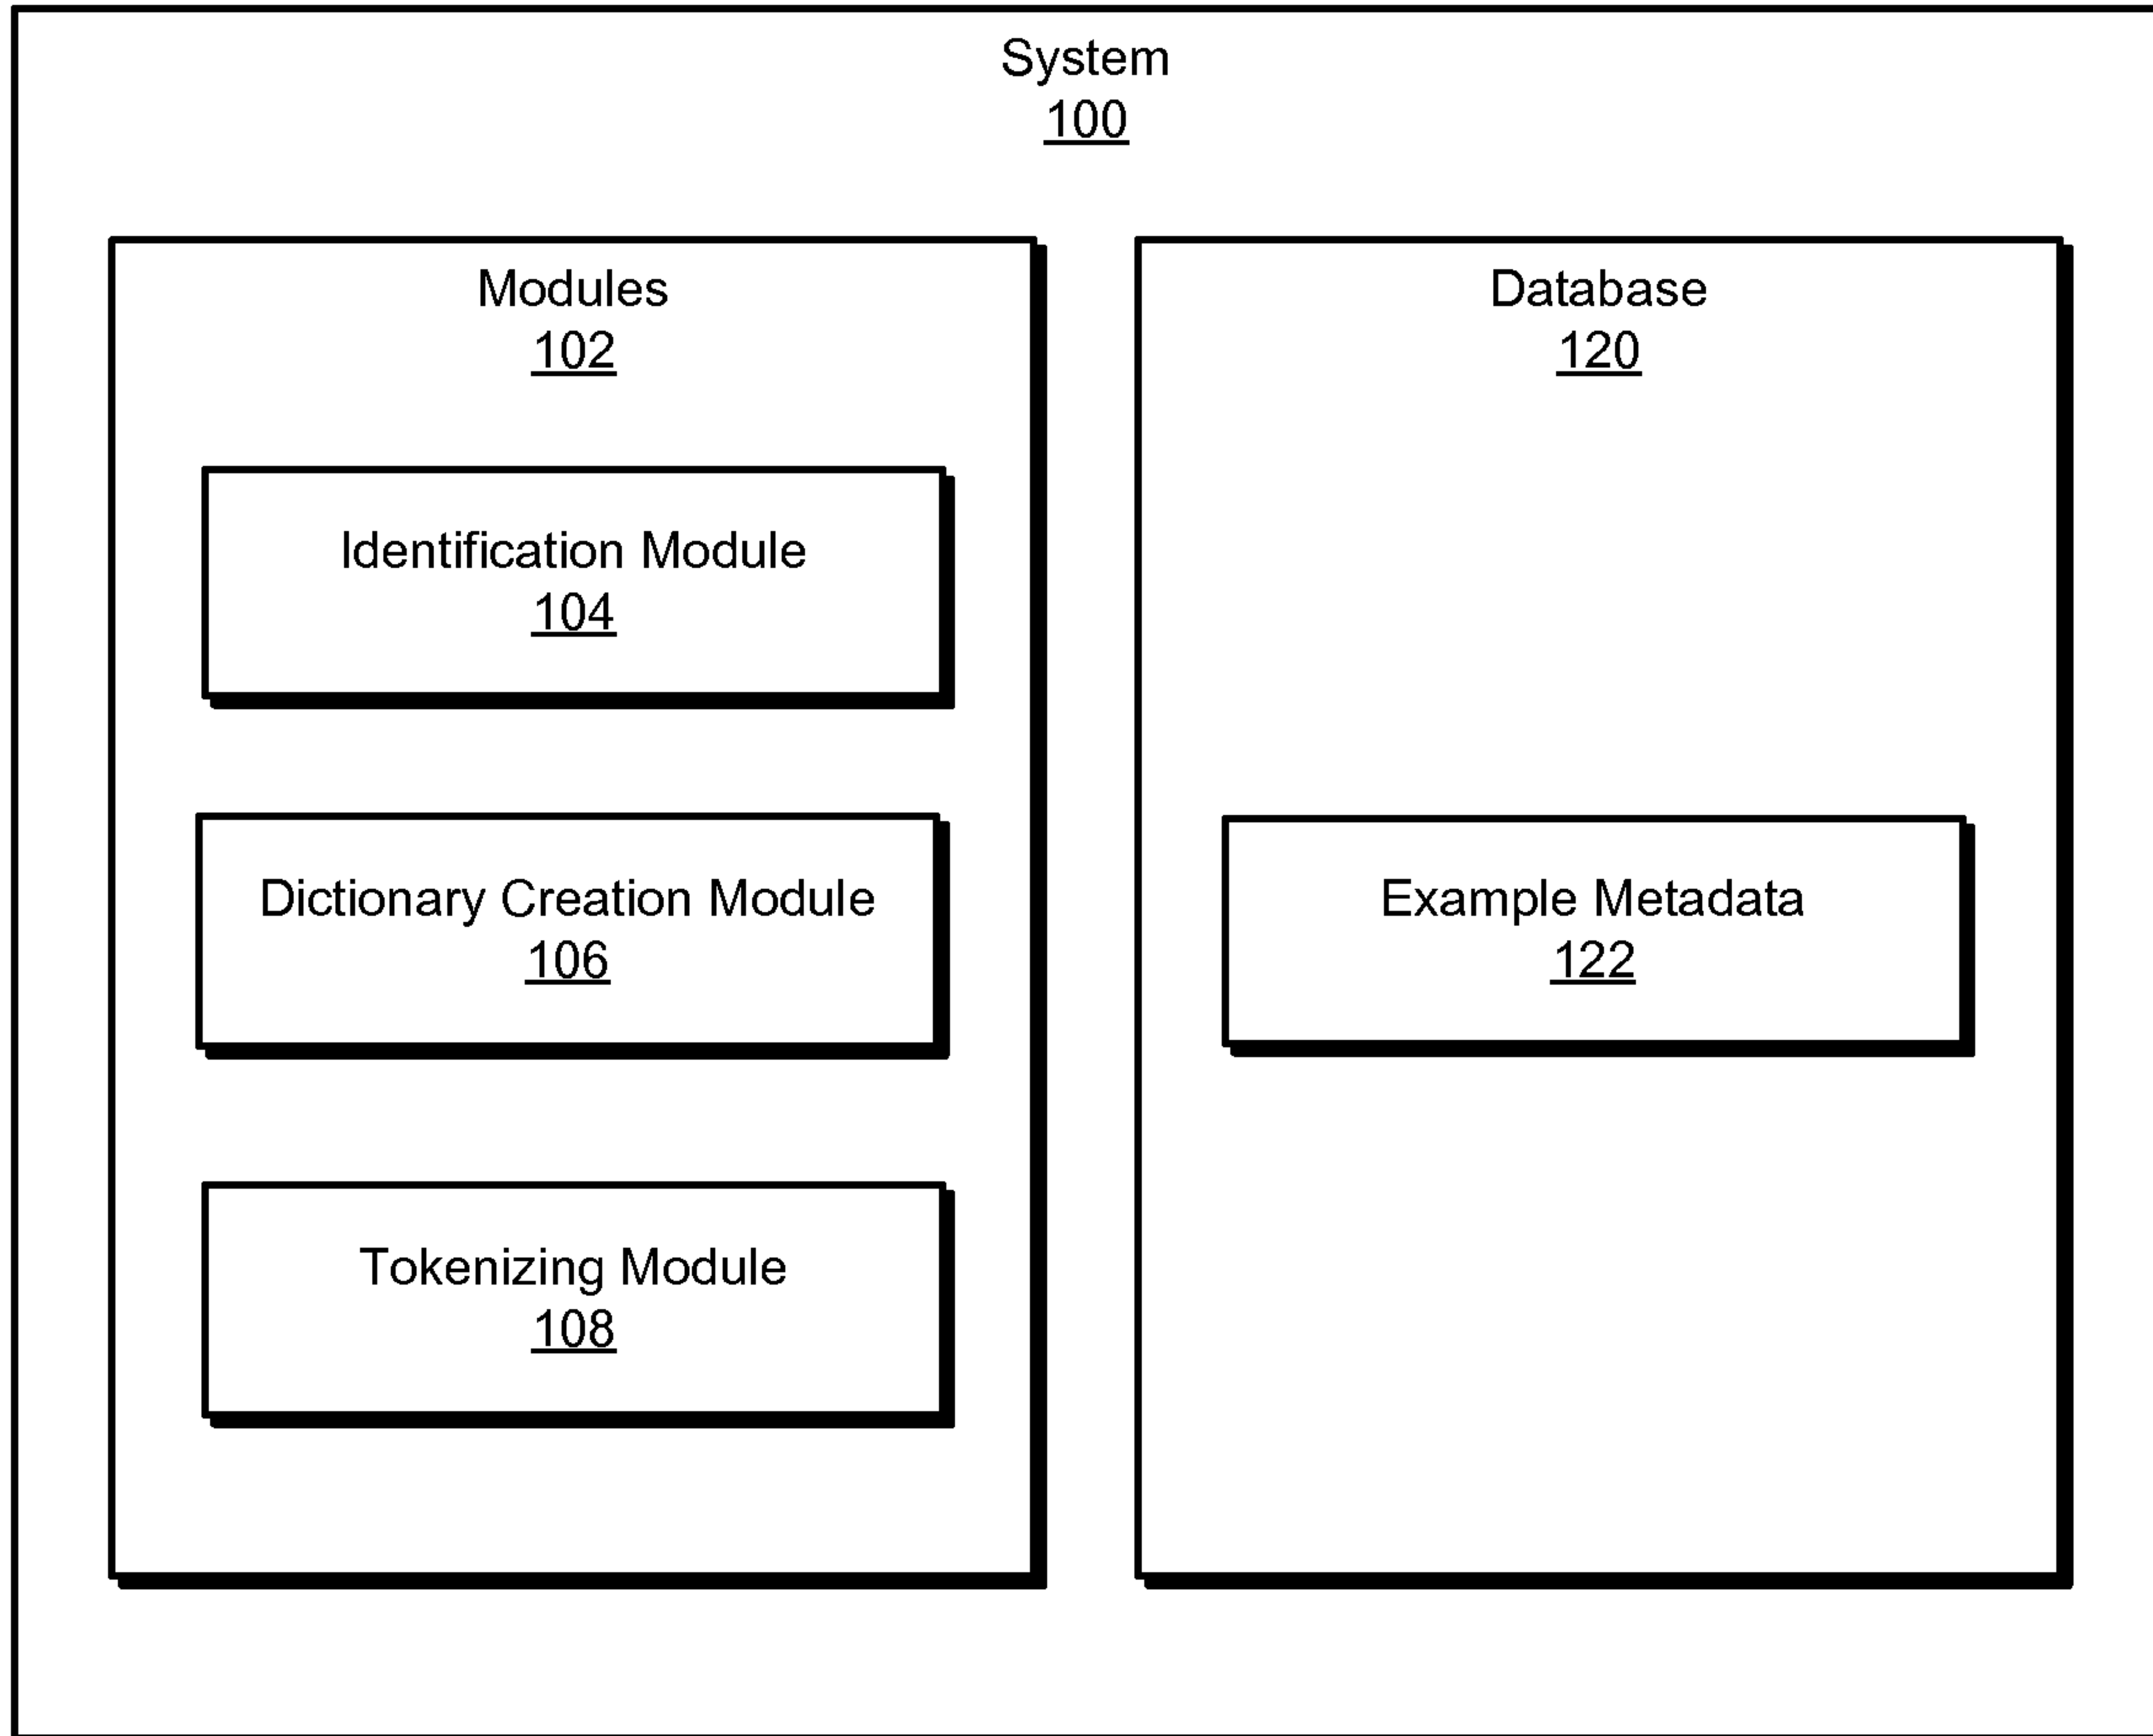 System
100
Modules
102
Identification Module
104
Dictionary Creation Module
106
Tokenizing Module
108
Database
120
Example Metadata
122